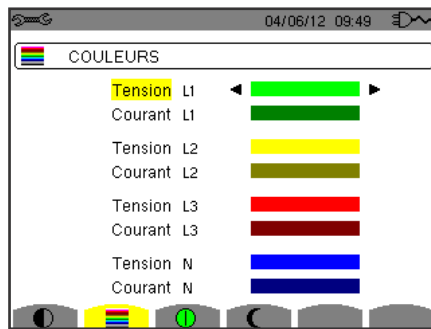 04/06/12 09:49
COULEURS
Tension L1
Courant L1
Tension L2
Courant L2
Tension L3
Courant L3
Tension N
Courant N